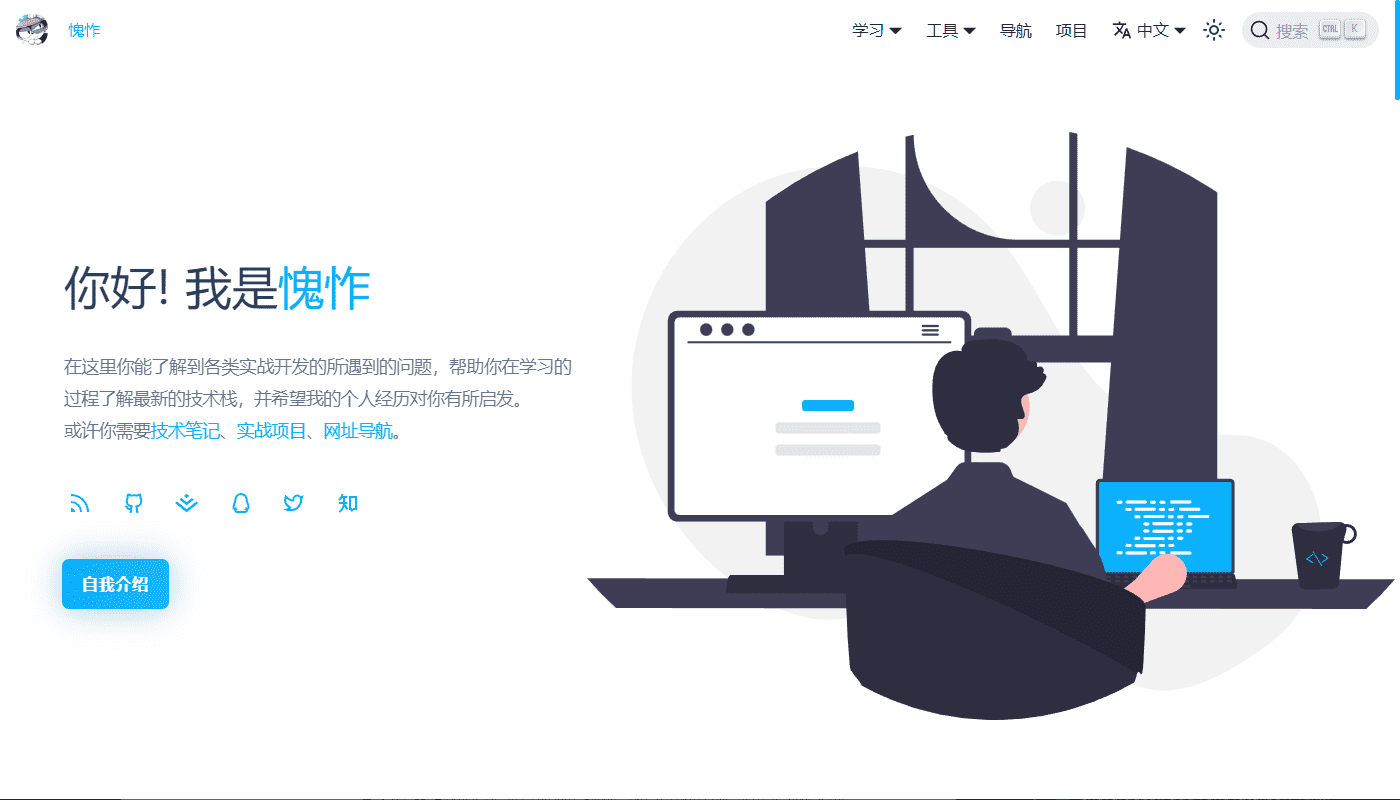 愧怍
学习
工具
导航
项目
中文
搜索 CTRL K
你好! 我是愧怍
在这里你能了解到各类实战开发的所遇到的问题，帮助你在学习的
过程了解最新的技术栈，并希望我的个人经历对你有所启发。
或许你需要技术笔记、实战项目、网址导航。
知
自我介绍